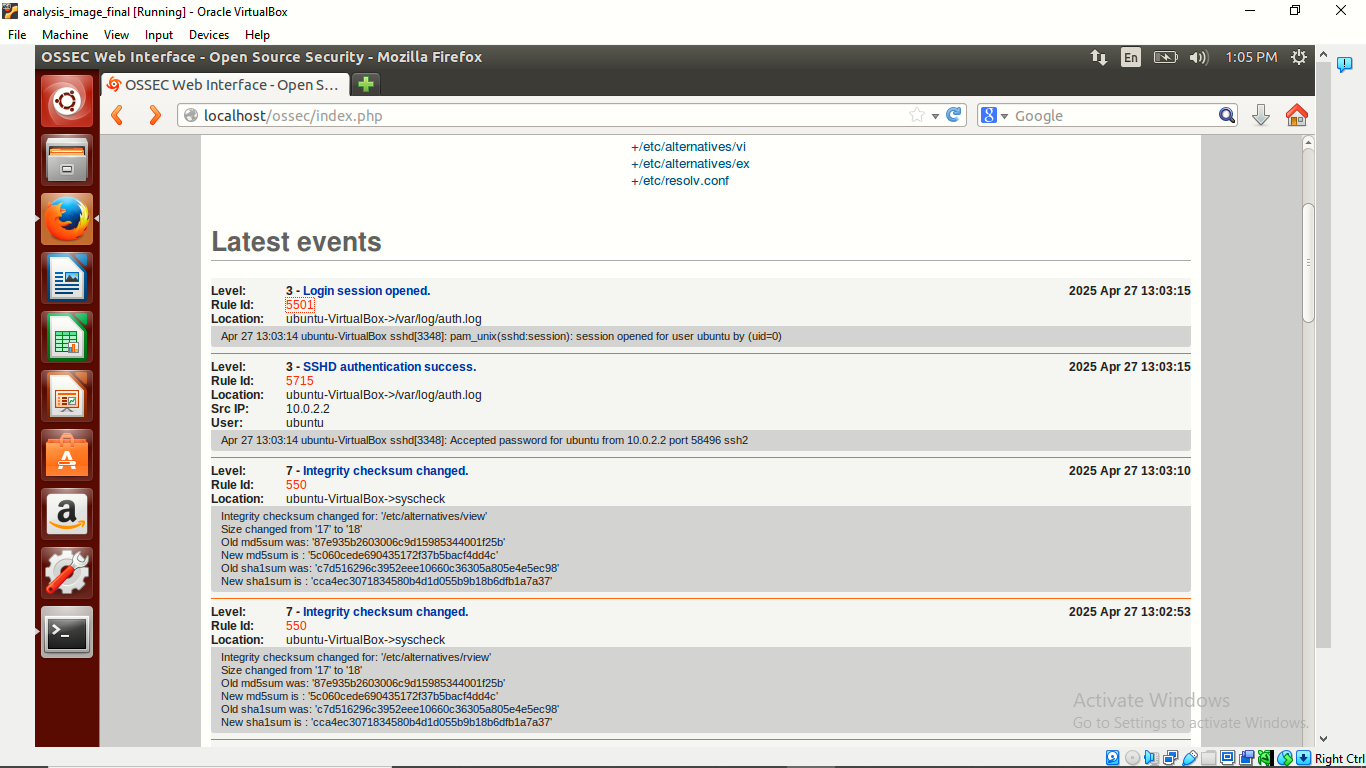 analysis_image_final [Running] - Oracle VirtualBox
File Machine View Input Devices Help
OSSEC Web Interface - Open Source Security - Mozilla Firefox
En
1:05 PM
OSSEC Web Interface - Open S...
localhost/ossec/index.php
Google
+/etc/alternatives/vi
+/etc/alternatives/ex
+/etc/resolv.conf
Latest events
Level: 3 - Login session opened. 2025 Apr 27 13:03:15
Rule Id: 5501
Location: ubuntu-VirtualBox->/var/log/auth.log
Apr 27 13:03:14 ubuntu-VirtualBox sshd[3348]: pam_unix(sshd:session): session opened for user ubuntu by (uid=0)
Level: 3 - SSHD authentication success. 2025 Apr 27 13:03:15
Rule Id: 5715
Location: ubuntu-VirtualBox->/var/log/auth.log
Src IP: 10.0.2.2
User: ubuntu
Apr 27 13:03:14 ubuntu-VirtualBox sshd[3348]: Accepted password for ubuntu from 10.0.2.2 port 58496 ssh2
Level: 7 - Integrity checksum changed. 2025 Apr 27 13:03:10
Rule Id: 550
Location: ubuntu-VirtualBox->syscheck
Integrity checksum changed for: '/etc/alternatives/view'
Size changed from '17' to '18'
Old md5sum was: '87e935b2603006c9d15985344001f25b'
New md5sum is : '5c060cede690435172f37b5bacf4dd4c'
Old sha1sum was: 'c7d516296c3952eee10660c36305a805e4e5ec98'
New sha1sum is : 'cca4ec3071834580b4d1d055b9b18b6dfb1a7a37'
Level: 7 - Integrity checksum changed. 2025 Apr 27 13:02:53
Rule Id: 550
Location: ubuntu-VirtualBox->syscheck
Integrity checksum changed for: '/etc/alternatives/rview'
Size changed from '17' to '18'
Old md5sum was: '87e935b2603006c9d15985344001f25b'
New md5sum is : '5c060cede690435172f37b5bacf4dd4c'
Old sha1sum was: 'c7d516296c3952eee10660c36305a805e4e5ec98'
New sha1sum is : 'cca4ec3071834580b4d1d055b9b18b6dfb1a7a37'
Activate Windows
Go to Settings to activate Windows.
Right Ctrl